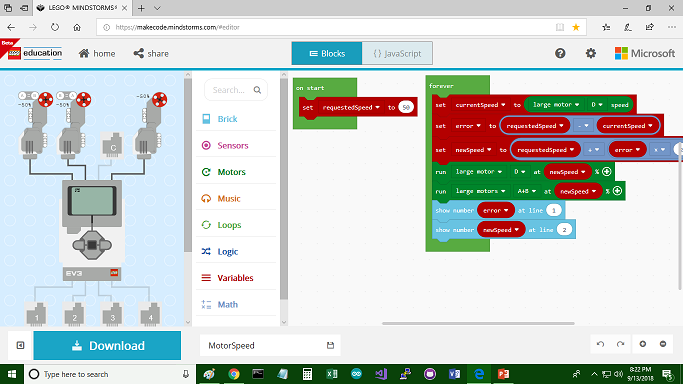 LEGO® MINDSTORMS®
https://makecode.mindstorms.com/#editor
Beta
LEGO education
home
share
Blocks
{ } JavaScript
Microsoft
-50%
-50%
-50%
C
EV3
1 2 3 4
Search...
Brick
Sensors
Motors
Music
Loops
Logic
Variables
Math
on start
set requestedSpeed to 50
forever
set currentSpeed to large motor D speed
set error to requestedSpeed - currentSpeed
set newSpeed to requestedSpeed + error x
run large motor D at newSpeed %
run large motors A+B at newSpeed %
show number error at line 1
show number newSpeed at line 2
Download
MotorSpeed
Type here to search
8:22 PM
9/13/2018